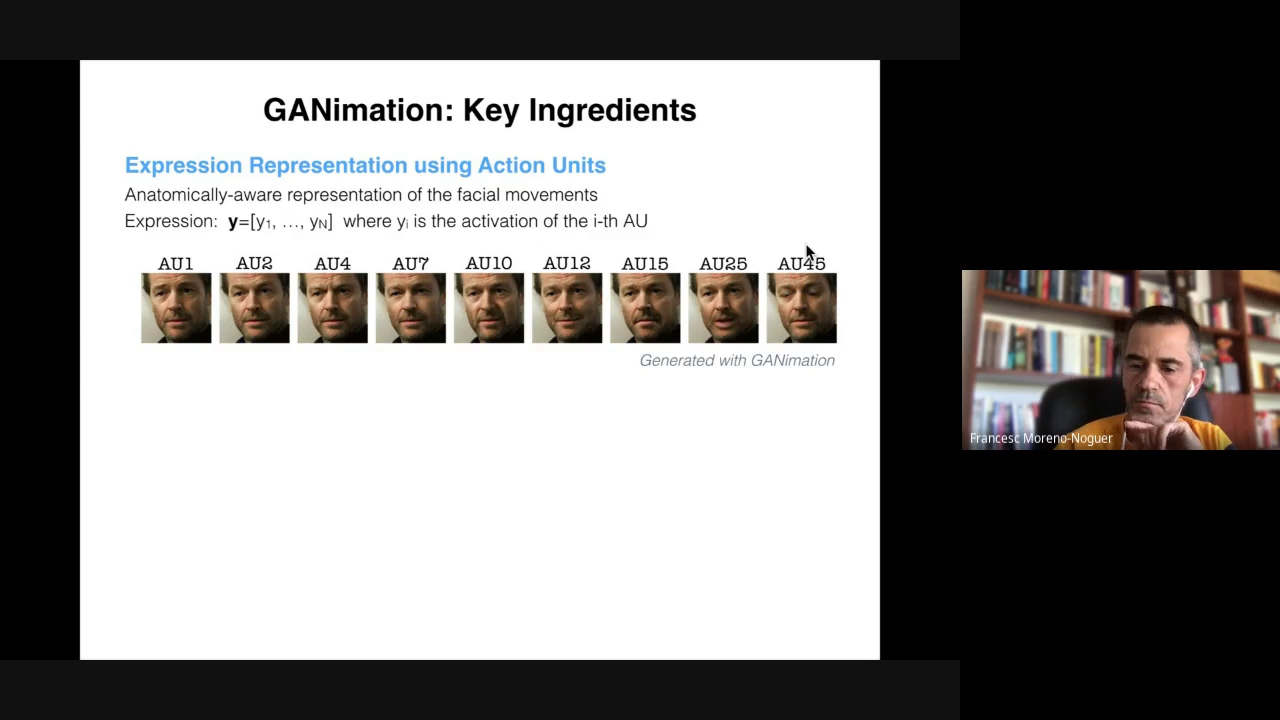 GANimation: Key Ingredients
Expression Representation using Action Units
Anatomically-aware representation of the facial movements
Expression: y=[y₁, …, yN] where yᵢ is the activation of the i-th AU
AU1 AU2 AU4 AU7 AU10 AU12 AU15 AU25 AU45
Generated with GANimation
Francesc Moreno-Noguer